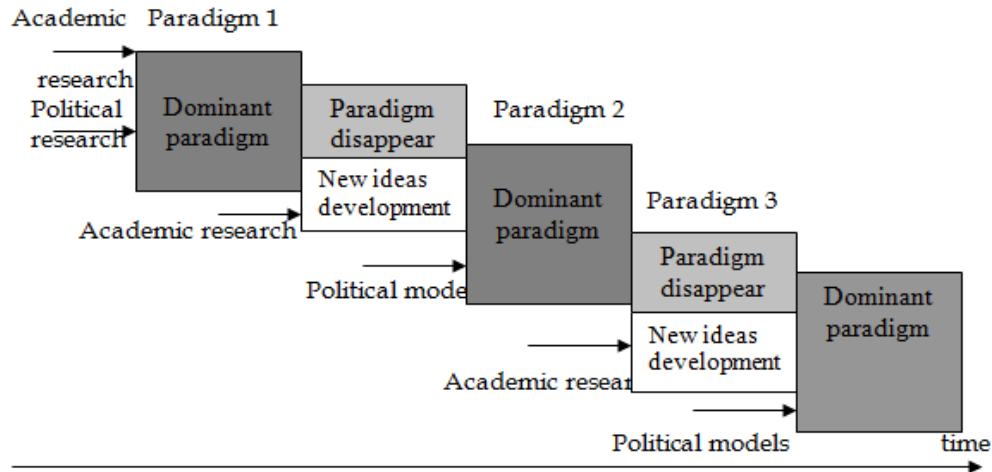 Academic Paradigm 1
research
Political
research
Dominant
paradigm
Paradigm
disappear
New ideas
development
Academic research
Paradigm 2
Dominant
paradigm
Political mode
Paradigm 3
Paradigm
disappear
New ideas
development
Academic resear
Dominant
paradigm
Political models
time